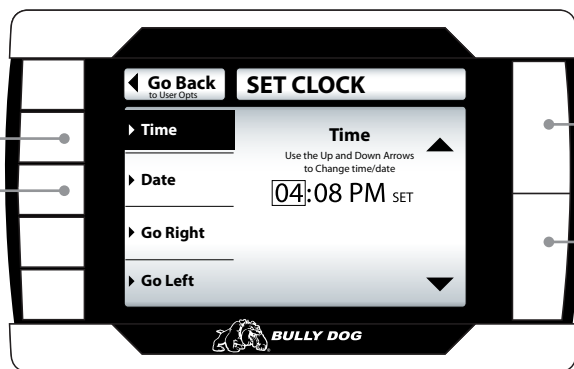 Go Back
to User Opts
SET CLOCK
Time
Date
Go Right
Go Left
Time
Use the Up and Down Arrows
to Change time/date
04:08 PM SET
BULLY DOG